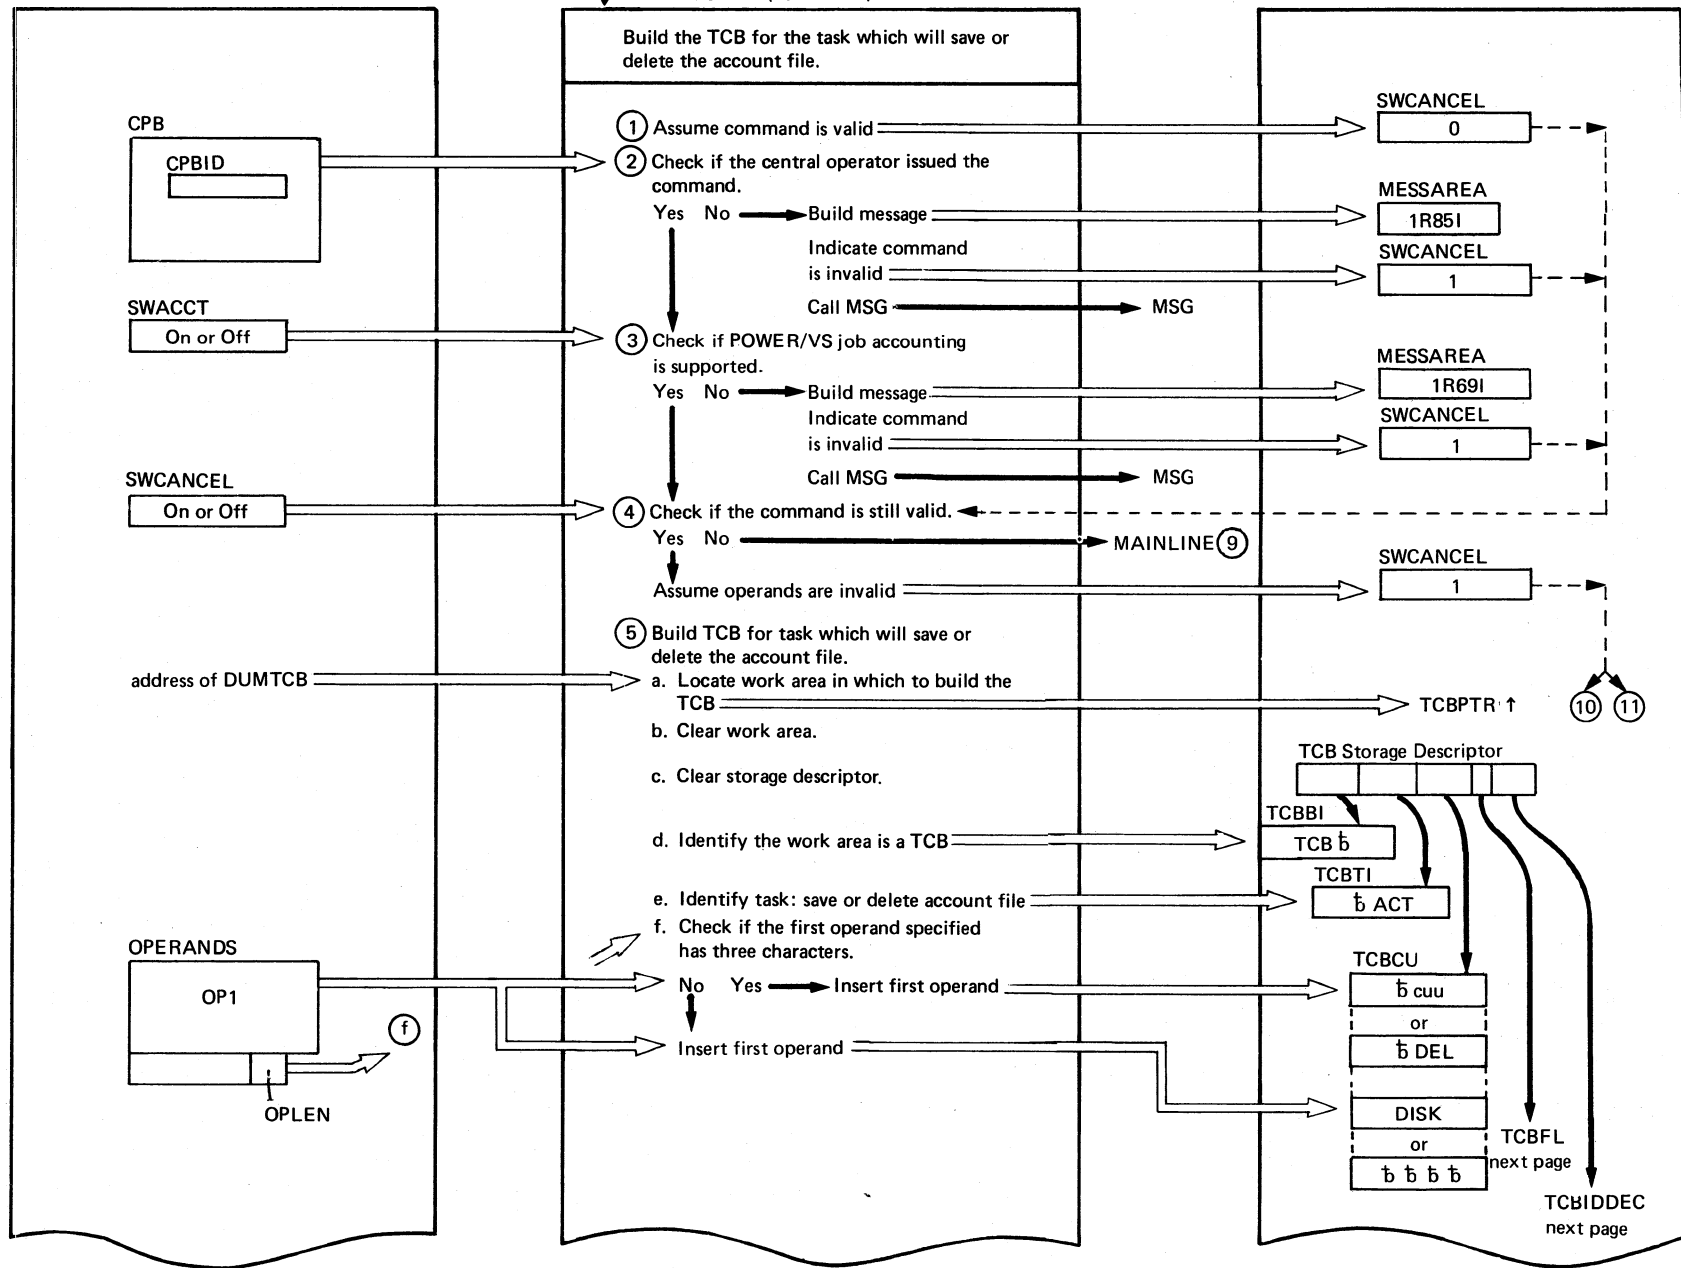 Build the TCB for the task which will save or
delete the account file.
CPB
CPBID
SWACCT
On or Off
SWCANCEL
On or Off
address of DUMTCB
OPERANDS
OP1
f
OPLEN
1 Assume command is valid
2 Check if the central operator issued the
command.
Yes No Build message
Indicate command
is invalid
Call MSG MSG
3 Check if POWER/VS job accounting
is supported.
Yes No Build message
Indicate command
is invalid
Call MSG MSG
4 Check if the command is still valid.
Yes No MAINLINE 9
Assume operands are invalid
5 Build TCB for task which will save or
delete the account file.
a. Locate work area in which to build the
TCB
b. Clear work area.
c. Clear storage descriptor.
d. Identify the work area is a TCB
e. Identify task: save or delete account file
f. Check if the first operand specified
has three characters.
No Yes Insert first operand
Insert first operand
SWCANCEL
0
MESSAREA
1R85I
SWCANCEL
1
MESSAREA
1R69I
SWCANCEL
1
SWCANCEL
1
TCBPTR ↑ 10 11
TCB Storage Descriptor
TCBBI
TCB ƀ
TCBTI
ƀ ACT
TCBCU
ƀ cuu
or
ƀ DEL
DISK
or
ƀ ƀ ƀ ƀ
TCBFL
next page
TCBIDDEC
next page